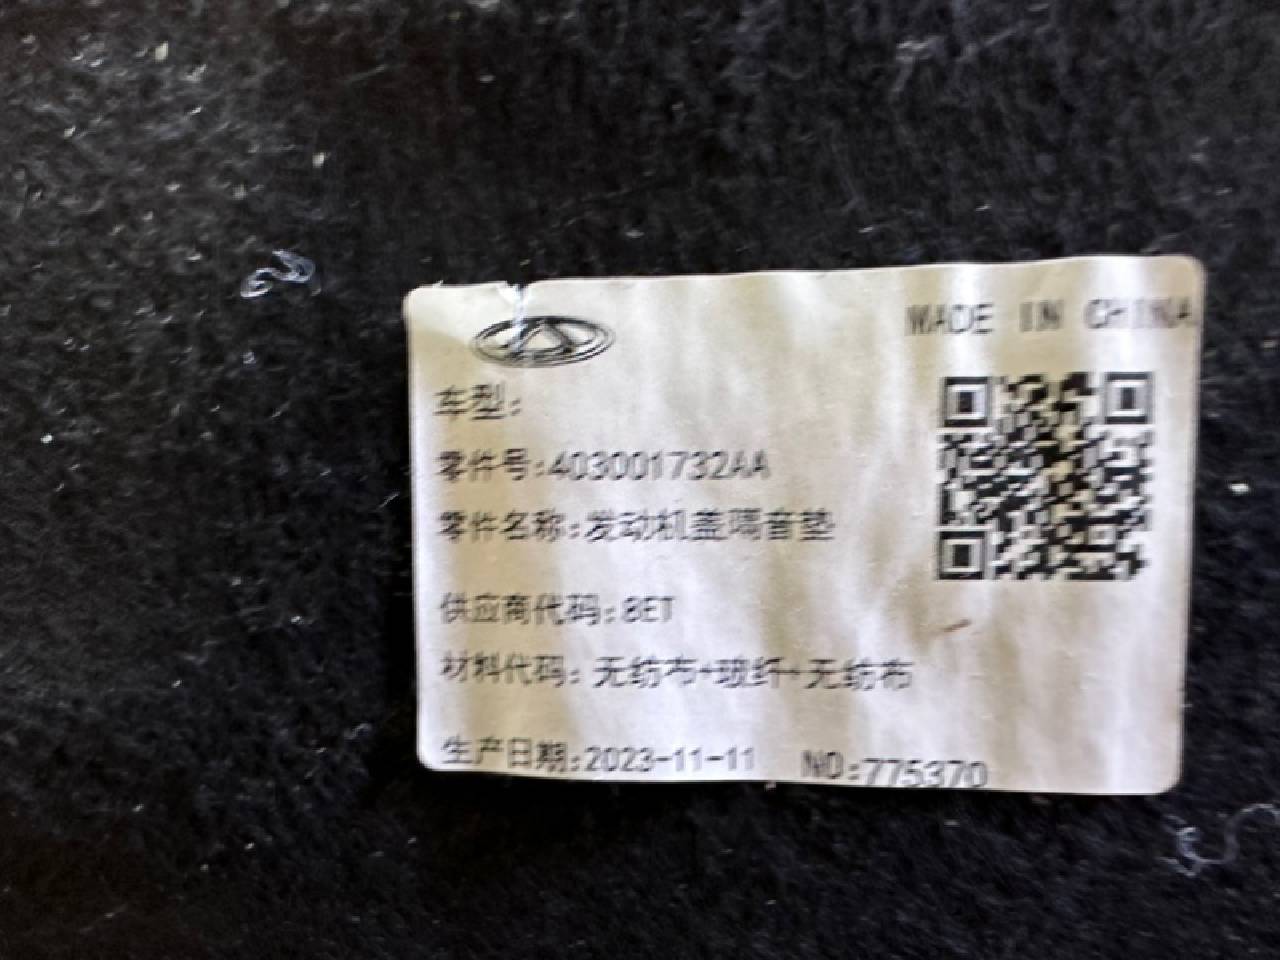 MADE IN CHINA
车型:
零件号:403001732AA
零件名称:发动机盖隔音垫
供应商代码:8ET
材料代码: 无纺布+玻纤+无纺布
生产日期:2023-11-11 NO:775370